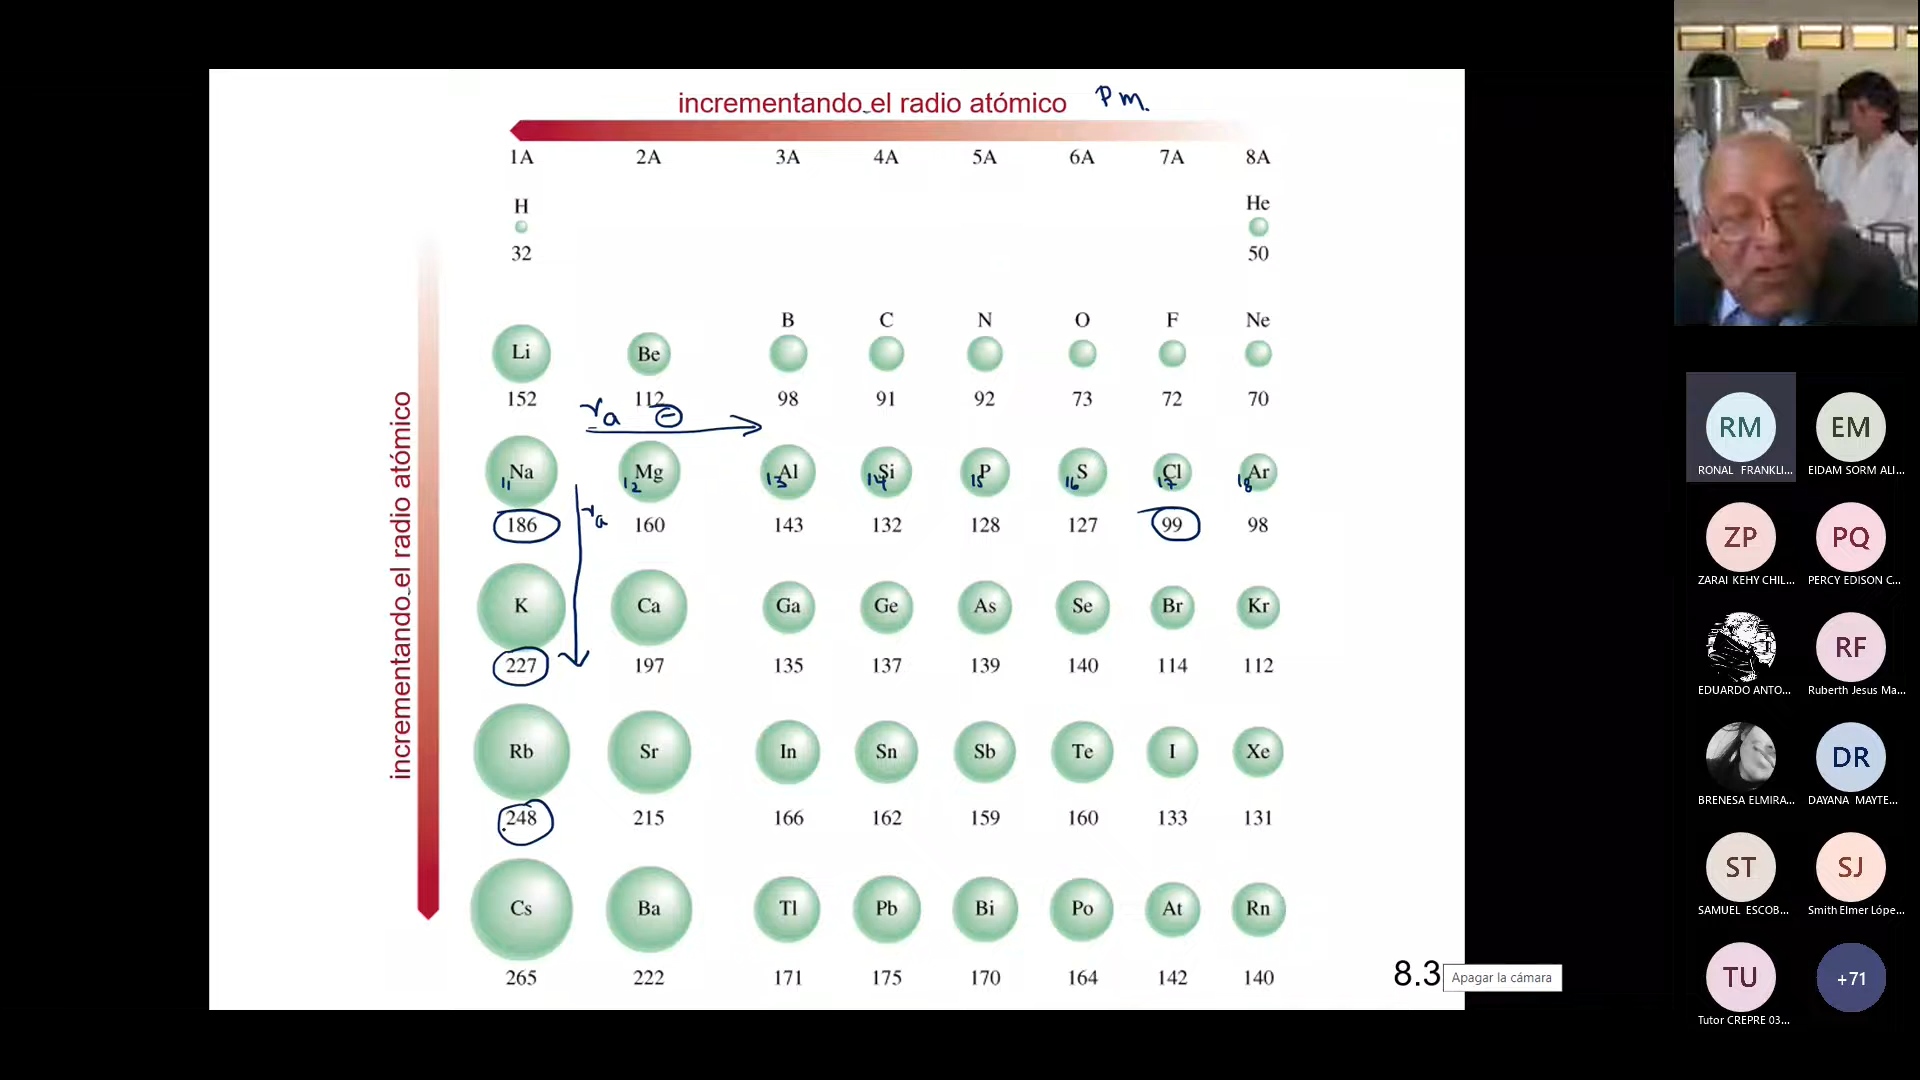 incrementando el radio atómico Pm.
1A 2A 3A 4A 5A 6A 7A 8A
H He
32 50
B C N O F Ne
Li Be
152 112 98 91 92 73 72 70
ra −
Na Mg Al Si P S Cl Ar
11 12 13 14 15 16 17 18
186 160 143 132 128 127 99 98
ra
K Ca Ga Ge As Se Br Kr
227 197 135 137 139 140 114 112
Rb Sr In Sn Sb Te I Xe
248 215 166 162 159 160 133 131
Cs Ba Tl Pb Bi Po At Rn
265 222 171 175 170 164 142 140
incrementando el radio atómico
8.3
Apagar la cámara
RM EM
RONAL FRANKLI... EIDAM SORM ALI...
ZP PQ
ZARAI KEHY CHIL... PERCY EDISON C...
RF
EDUARDO ANTO... Ruberth Jesus Ma...
DR
BRENESA ELMIRA... DAYANA MAYTE...
ST SJ
SAMUEL ESCOB... Smith Elmer Lópe...
TU +71
Tutor CREPRE 03...